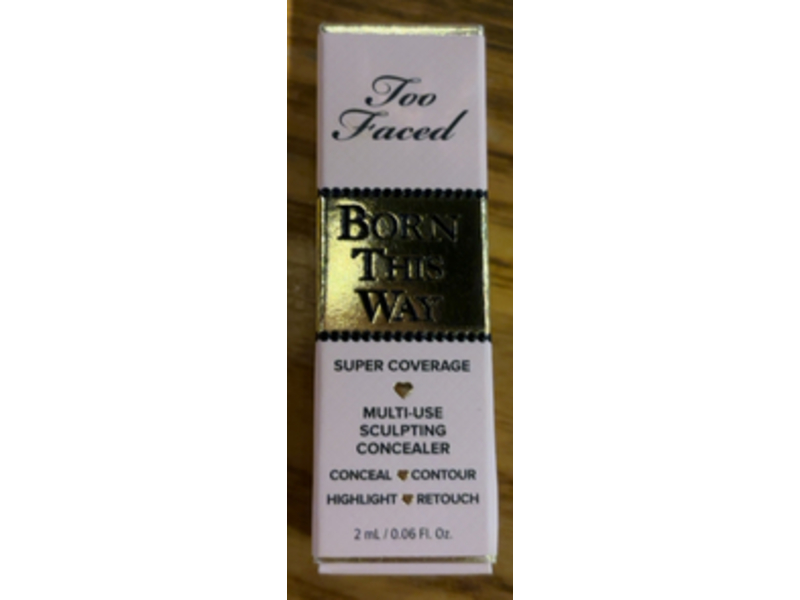 Too
Faced
BORN
THIS
WAY
SUPER COVERAGE
MULTI-USE
SCULPTING
CONCEALER
CONCEAL CONTOUR
HIGHLIGHT RETOUCH
2 mL / 0.06 Fl. Oz.